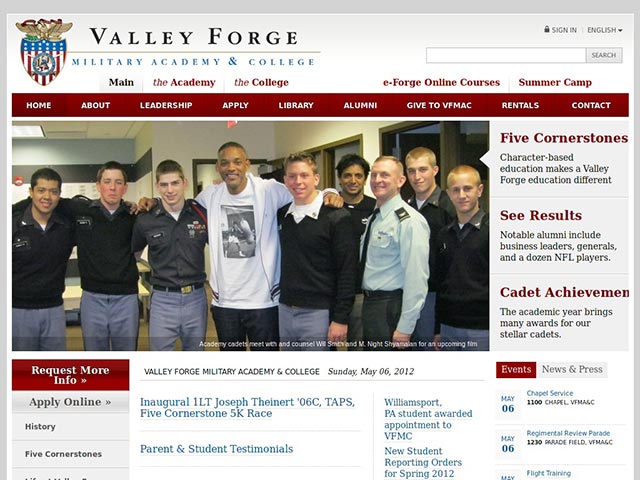 VALLEY FORGE
MILITARY ACADEMY & COLLEGE
SIGN IN | ENGLISH
SEARCH
Main the Academy the College e-Forge Online Courses Summer Camp
HOME ABOUT LEADERSHIP APPLY LIBRARY ALUMNI GIVE TO VFMAC RENTALS CONTACT
Five Cornerstones
Character-based
education makes a Valley
Forge education different
See Results
Notable alumni include
business leaders, generals,
and a dozen NFL players.
Cadet Achievemen
The academic year brings
many awards for our
stellar cadets.
Academy cadets meet with and counsel Will Smith and M. Night Shyamalan for an upcoming film
Request More
Info »
Apply Online »
History
Five Cornerstones
VALLEY FORGE MILITARY ACADEMY & COLLEGE Sunday, May 06, 2012
Inaugural 1LT Joseph Theinert '06C, TAPS,
Five Cornerstone 5K Race
Parent & Student Testimonials
Williamsport,
PA student awarded
appointment to
VFMC
New Student
Reporting Orders
for Spring 2012
Events News & Press
MAY
06
Chapel Service
1100 CHAPEL, VFMA&C
MAY
06
Regimental Review Parade
1230 PARADE FIELD, VFMA&C
MAY
Flight Training